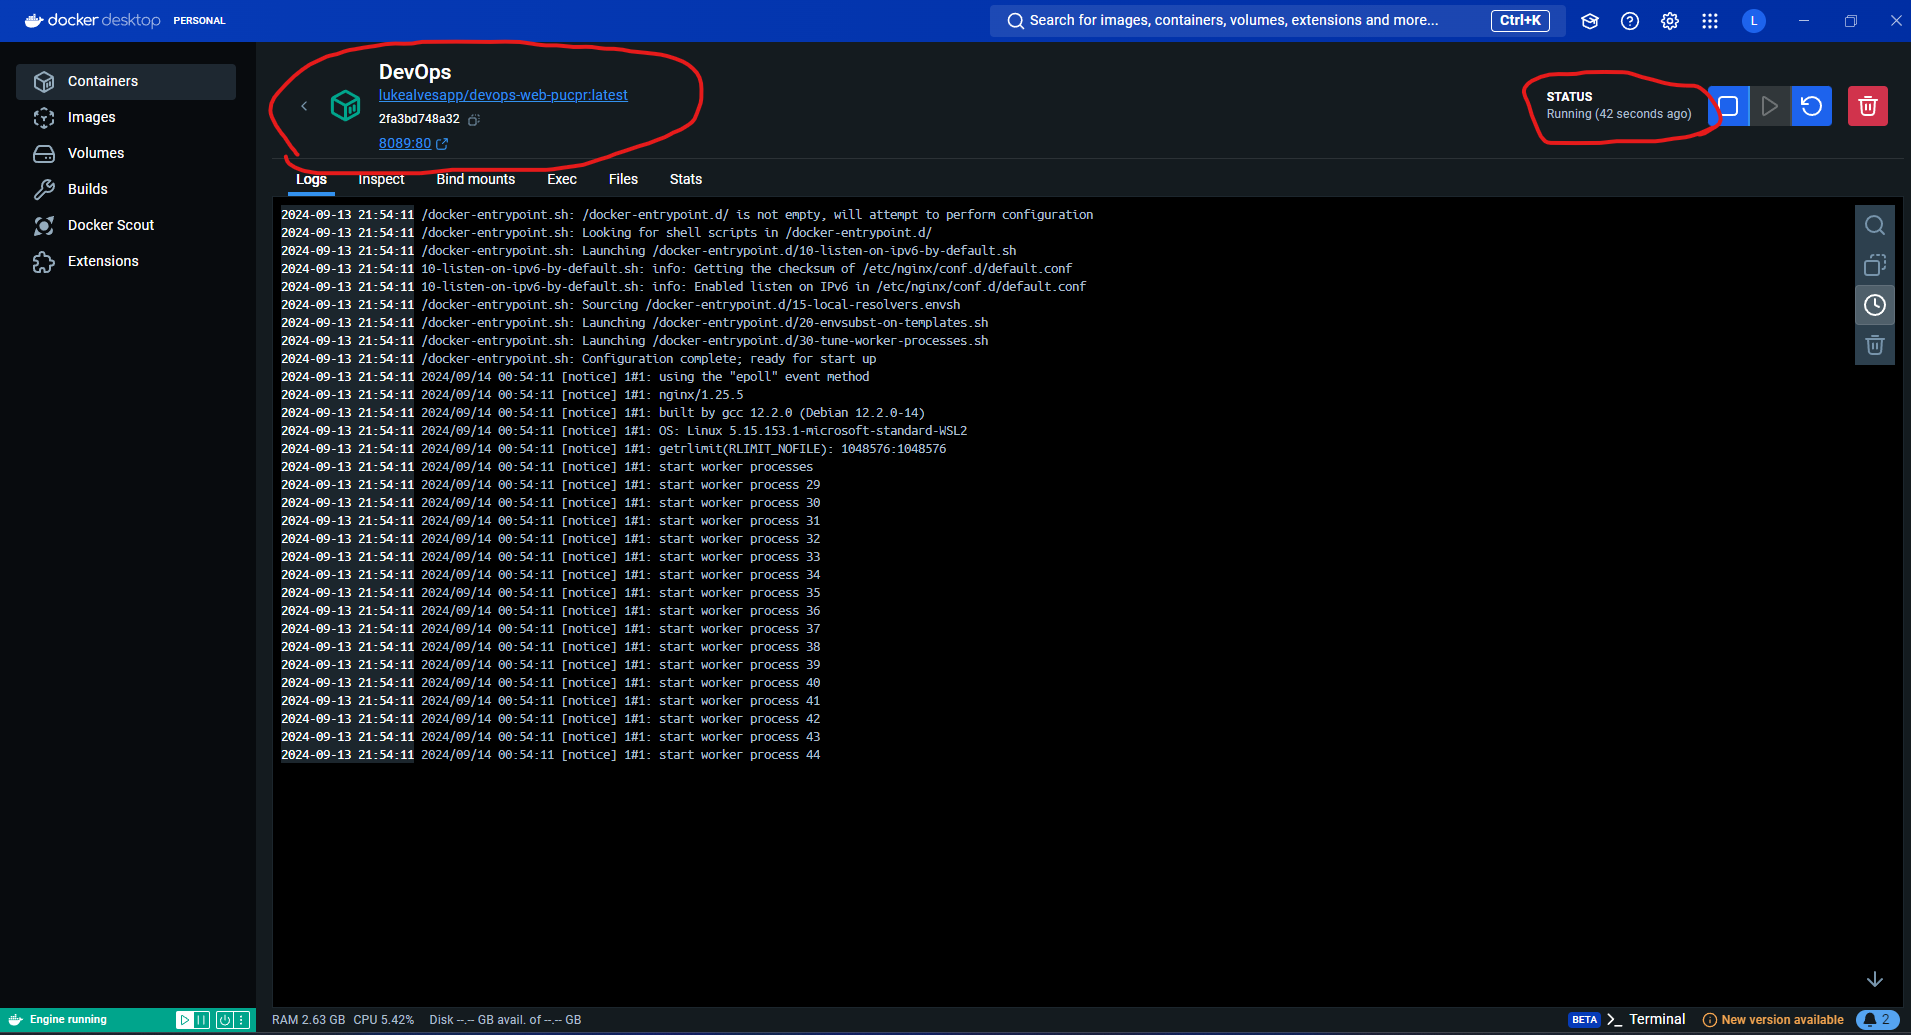 docker desktop PERSONAL
Search for images, containers, volumes, extensions and more... Ctrl+K
L
Containers
Images
Volumes
Builds
Docker Scout
Extensions
DevOps
lukealvesapp/devops-web-pucpr:latest
2fa3bd748a32
8089:80
STATUS
Running (42 seconds ago)
Logs Inspect Bind mounts Exec Files Stats
2024-09-13 21:54:11 /docker-entrypoint.sh: /docker-entrypoint.d/ is not empty, will attempt to perform configuration
2024-09-13 21:54:11 /docker-entrypoint.sh: Looking for shell scripts in /docker-entrypoint.d/
2024-09-13 21:54:11 /docker-entrypoint.sh: Launching /docker-entrypoint.d/10-listen-on-ipv6-by-default.sh
2024-09-13 21:54:11 10-listen-on-ipv6-by-default.sh: info: Getting the checksum of /etc/nginx/conf.d/default.conf
2024-09-13 21:54:11 10-listen-on-ipv6-by-default.sh: info: Enabled listen on IPv6 in /etc/nginx/conf.d/default.conf
2024-09-13 21:54:11 /docker-entrypoint.sh: Sourcing /docker-entrypoint.d/15-local-resolvers.envsh
2024-09-13 21:54:11 /docker-entrypoint.sh: Launching /docker-entrypoint.d/20-envsubst-on-templates.sh
2024-09-13 21:54:11 /docker-entrypoint.sh: Launching /docker-entrypoint.d/30-tune-worker-processes.sh
2024-09-13 21:54:11 /docker-entrypoint.sh: Configuration complete; ready for start up
2024-09-13 21:54:11 2024/09/14 00:54:11 [notice] 1#1: using the "epoll" event method
2024-09-13 21:54:11 2024/09/14 00:54:11 [notice] 1#1: nginx/1.25.5
2024-09-13 21:54:11 2024/09/14 00:54:11 [notice] 1#1: built by gcc 12.2.0 (Debian 12.2.0-14)
2024-09-13 21:54:11 2024/09/14 00:54:11 [notice] 1#1: OS: Linux 5.15.153.1-microsoft-standard-WSL2
2024-09-13 21:54:11 2024/09/14 00:54:11 [notice] 1#1: getrlimit(RLIMIT_NOFILE): 1048576:1048576
2024-09-13 21:54:11 2024/09/14 00:54:11 [notice] 1#1: start worker processes
2024-09-13 21:54:11 2024/09/14 00:54:11 [notice] 1#1: start worker process 29
2024-09-13 21:54:11 2024/09/14 00:54:11 [notice] 1#1: start worker process 30
2024-09-13 21:54:11 2024/09/14 00:54:11 [notice] 1#1: start worker process 31
2024-09-13 21:54:11 2024/09/14 00:54:11 [notice] 1#1: start worker process 32
2024-09-13 21:54:11 2024/09/14 00:54:11 [notice] 1#1: start worker process 33
2024-09-13 21:54:11 2024/09/14 00:54:11 [notice] 1#1: start worker process 34
2024-09-13 21:54:11 2024/09/14 00:54:11 [notice] 1#1: start worker process 35
2024-09-13 21:54:11 2024/09/14 00:54:11 [notice] 1#1: start worker process 36
2024-09-13 21:54:11 2024/09/14 00:54:11 [notice] 1#1: start worker process 37
2024-09-13 21:54:11 2024/09/14 00:54:11 [notice] 1#1: start worker process 38
2024-09-13 21:54:11 2024/09/14 00:54:11 [notice] 1#1: start worker process 39
2024-09-13 21:54:11 2024/09/14 00:54:11 [notice] 1#1: start worker process 40
2024-09-13 21:54:11 2024/09/14 00:54:11 [notice] 1#1: start worker process 41
2024-09-13 21:54:11 2024/09/14 00:54:11 [notice] 1#1: start worker process 42
2024-09-13 21:54:11 2024/09/14 00:54:11 [notice] 1#1: start worker process 43
2024-09-13 21:54:11 2024/09/14 00:54:11 [notice] 1#1: start worker process 44
Engine running
RAM 2.63 GB CPU 5.42% Disk --.-- GB avail. of --.-- GB
BETA >_ Terminal New version available 2